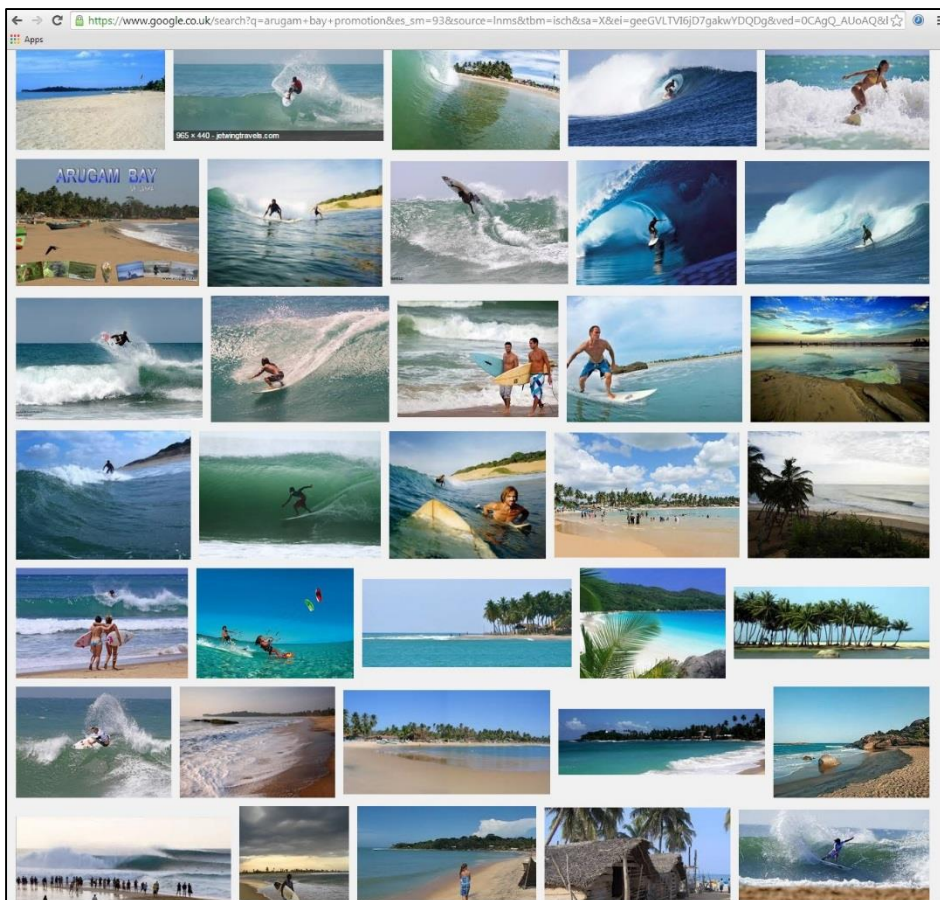 https://www.google.co.uk/search?q=arugam+bay+promotion&es_sm=93&source=lnms&tbm=isch&sa=X&ei=geeGVLTVI6jD7gakwYDQDg&ved=0CAgQ_AUoAQ&
Apps
965 × 440 - jetwingtravels.com
ARUGAM BAY